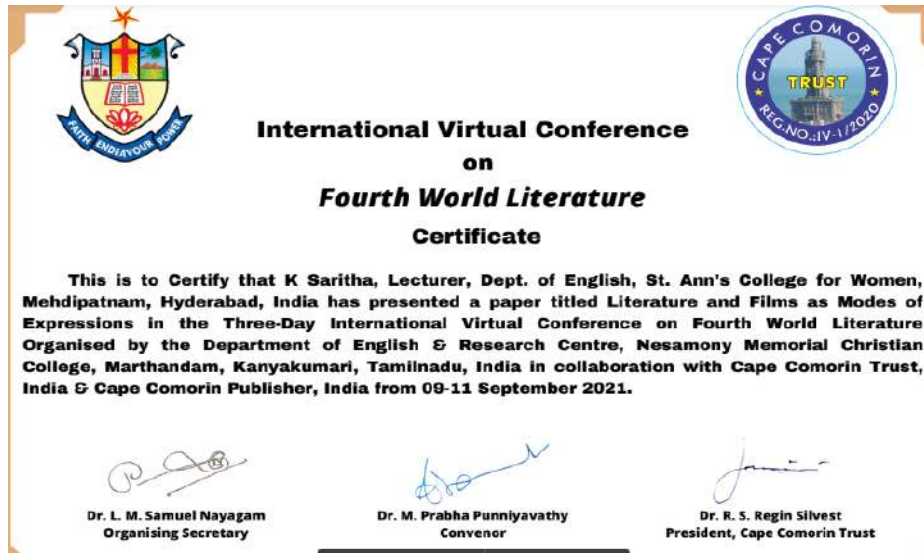 FAITH ENDEAVOUR POWER
CAPE COMORIN
TRUST
REG.NO.:IV-1/2020
International Virtual Conference
on
Fourth World Literature
Certificate
This is to Certify that K Saritha, Lecturer, Dept. of English, St. Ann's College for Women,
Mehdipatnam, Hyderabad, India has presented a paper titled Literature and Films as Modes of
Expressions in the Three-Day International Virtual Conference on Fourth World Literature
Organised by the Department of English & Research Centre, Nesamony Memorial Christian
College, Marthandam, Kanyakumari, Tamilnadu, India in collaboration with Cape Comorin Trust,
India & Cape Comorin Publisher, India from 09-11 September 2021.
Dr. L. M. Samuel Nayagam
Organising Secretary
Dr. M. Prabha Punniyavathy
Convenor
Dr. R. S. Regin Silvest
President, Cape Comorin Trust